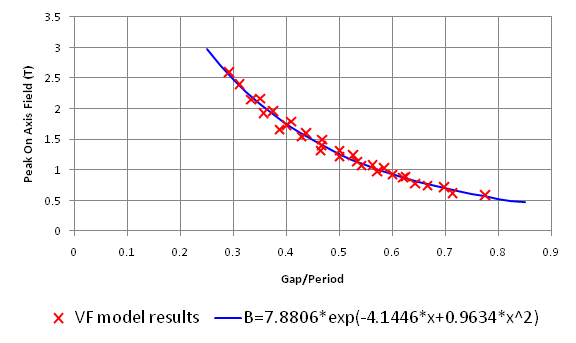 3.5
3
2.5
2
1.5
1
0.5
0
Peak On Axis Field (T)
0 0.1 0.2 0.3 0.4 0.5 0.6 0.7 0.8 0.9
Gap/Period
VF model results B=7.8806*exp(-4.1446*x+0.9634*x^2)